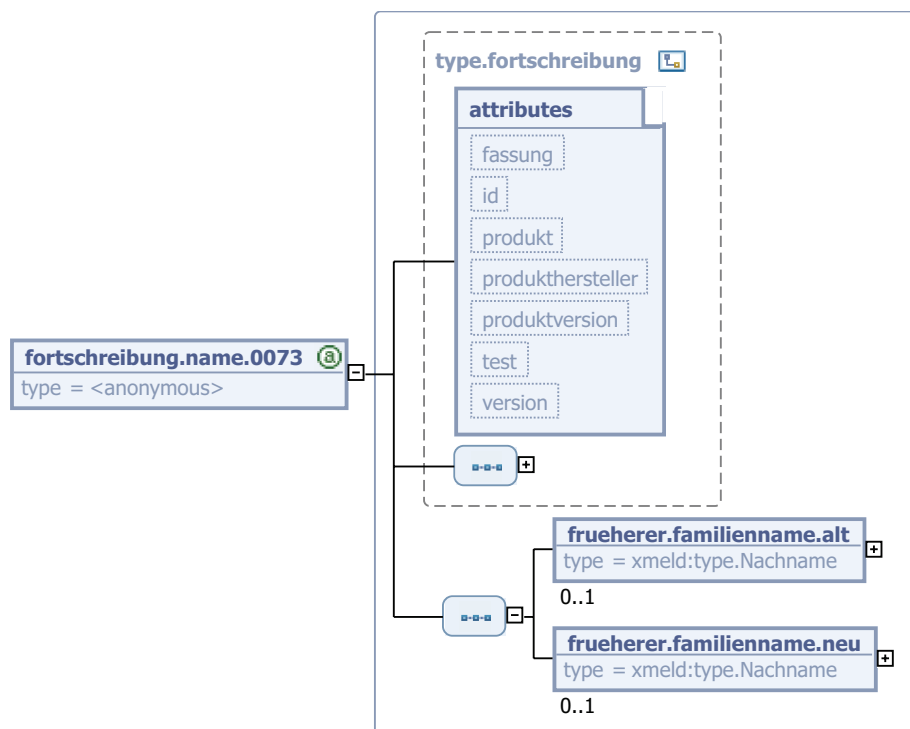 type.fortschreibung
attributes
fassung
id
produkt
produkthersteller
produktversion
test
version
fortschreibung.name.0073 @
type = <anonymous>
frueherer.familienname.alt
type = xmeld:type.Nachname
0..1
frueherer.familienname.neu
type = xmeld:type.Nachname
0..1